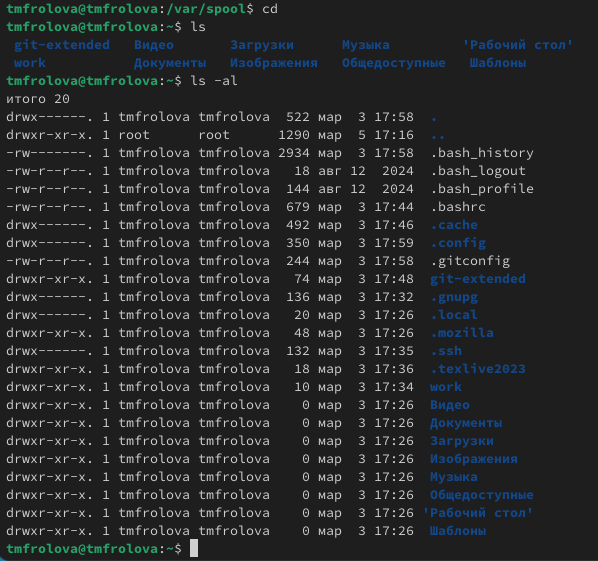 tmfrolova@tmfrolova:/var/spool$ cd
tmfrolova@tmfrolova:~$ ls
git-extended Видео Загрузки Музыка 'Рабочий стол'
work Документы Изображения Общедоступные Шаблоны
tmfrolova@tmfrolova:~$ ls -al
итого 20
drwx------. 1 tmfrolova tmfrolova 522 мар 3 17:58 .
drwxr-xr-x. 1 root root 1290 мар 5 17:16 ..
-rw-------. 1 tmfrolova tmfrolova 2934 мар 3 17:58 .bash_history
-rw-r--r--. 1 tmfrolova tmfrolova 18 авг 12 2024 .bash_logout
-rw-r--r--. 1 tmfrolova tmfrolova 144 авг 12 2024 .bash_profile
-rw-r--r--. 1 tmfrolova tmfrolova 679 мар 3 17:44 .bashrc
drwx------. 1 tmfrolova tmfrolova 492 мар 3 17:46 .cache
drwx------. 1 tmfrolova tmfrolova 350 мар 3 17:59 .config
-rw-r--r--. 1 tmfrolova tmfrolova 244 мар 3 17:58 .gitconfig
drwxr-xr-x. 1 tmfrolova tmfrolova 74 мар 3 17:48 git-extended
drwx------. 1 tmfrolova tmfrolova 136 мар 3 17:32 .gnupg
drwx------. 1 tmfrolova tmfrolova 20 мар 3 17:26 .local
drwxr-xr-x. 1 tmfrolova tmfrolova 48 мар 3 17:26 .mozilla
drwx------. 1 tmfrolova tmfrolova 132 мар 3 17:35 .ssh
drwxr-xr-x. 1 tmfrolova tmfrolova 18 мар 3 17:36 .texlive2023
drwxr-xr-x. 1 tmfrolova tmfrolova 10 мар 3 17:34 work
drwxr-xr-x. 1 tmfrolova tmfrolova 0 мар 3 17:26 Видео
drwxr-xr-x. 1 tmfrolova tmfrolova 0 мар 3 17:26 Документы
drwxr-xr-x. 1 tmfrolova tmfrolova 0 мар 3 17:26 Загрузки
drwxr-xr-x. 1 tmfrolova tmfrolova 0 мар 3 17:26 Изображения
drwxr-xr-x. 1 tmfrolova tmfrolova 0 мар 3 17:26 Музыка
drwxr-xr-x. 1 tmfrolova tmfrolova 0 мар 3 17:26 Общедоступные
drwxr-xr-x. 1 tmfrolova tmfrolova 0 мар 3 17:26 'Рабочий стол'
drwxr-xr-x. 1 tmfrolova tmfrolova 0 мар 3 17:26 Шаблоны
tmfrolova@tmfrolova:~$